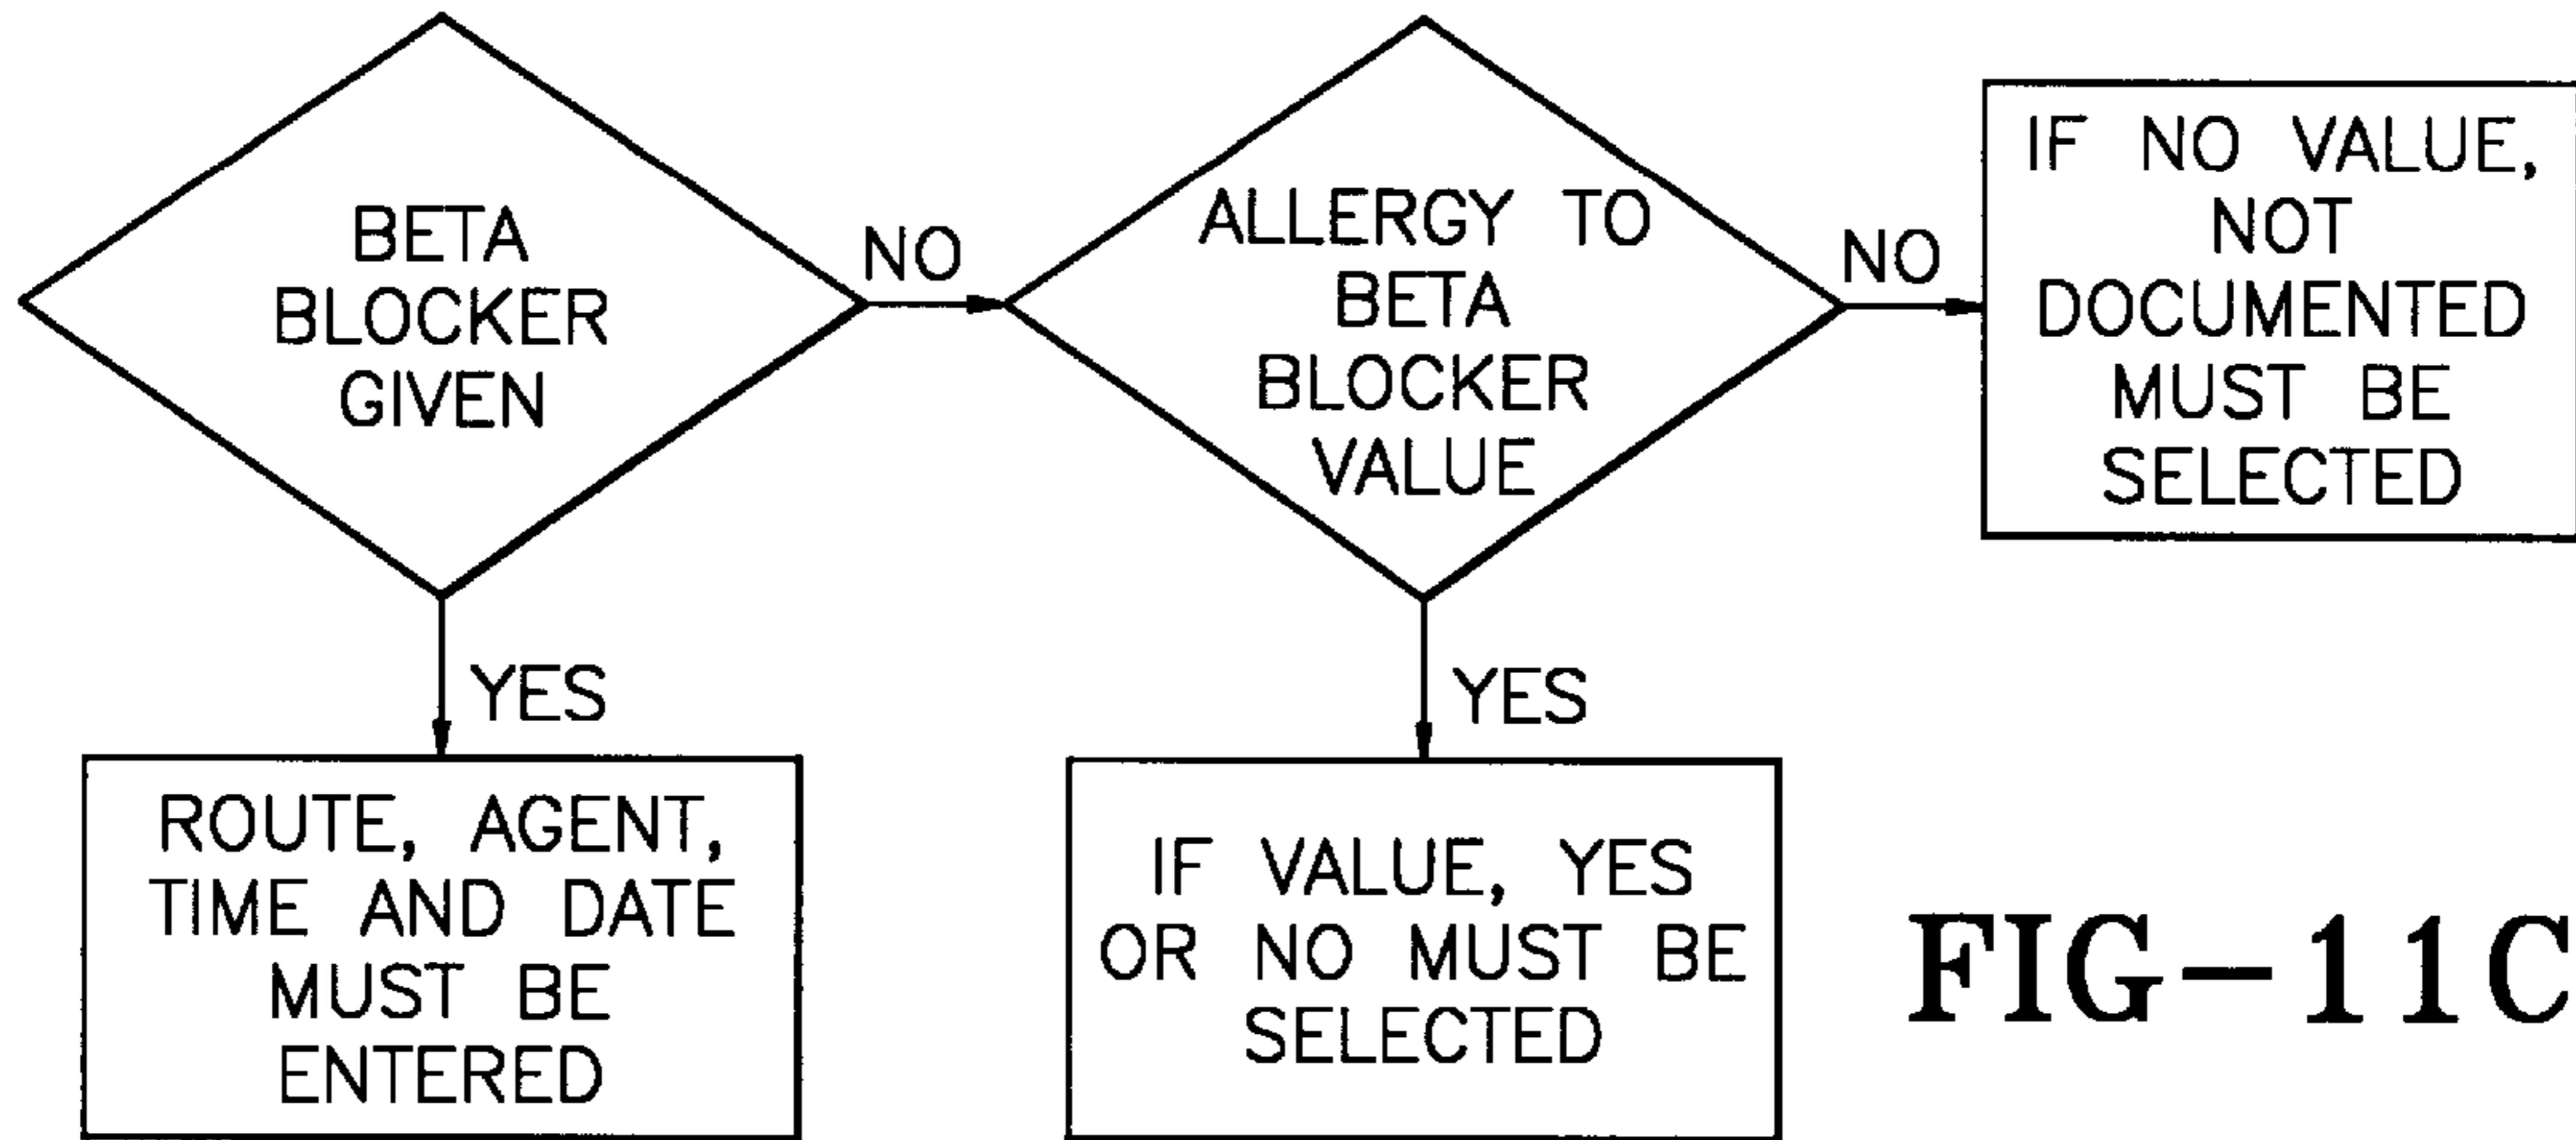 BETA
BLOCKER
GIVEN
NO
ALLERGY TO
BETA
BLOCKER
VALUE
NO
IF NO VALUE,
NOT
DOCUMENTED
MUST BE
SELECTED
YES
ROUTE, AGENT,
TIME AND DATE
MUST BE
ENTERED
YES
IF VALUE, YES
OR NO MUST BE
SELECTED
FIG-11C